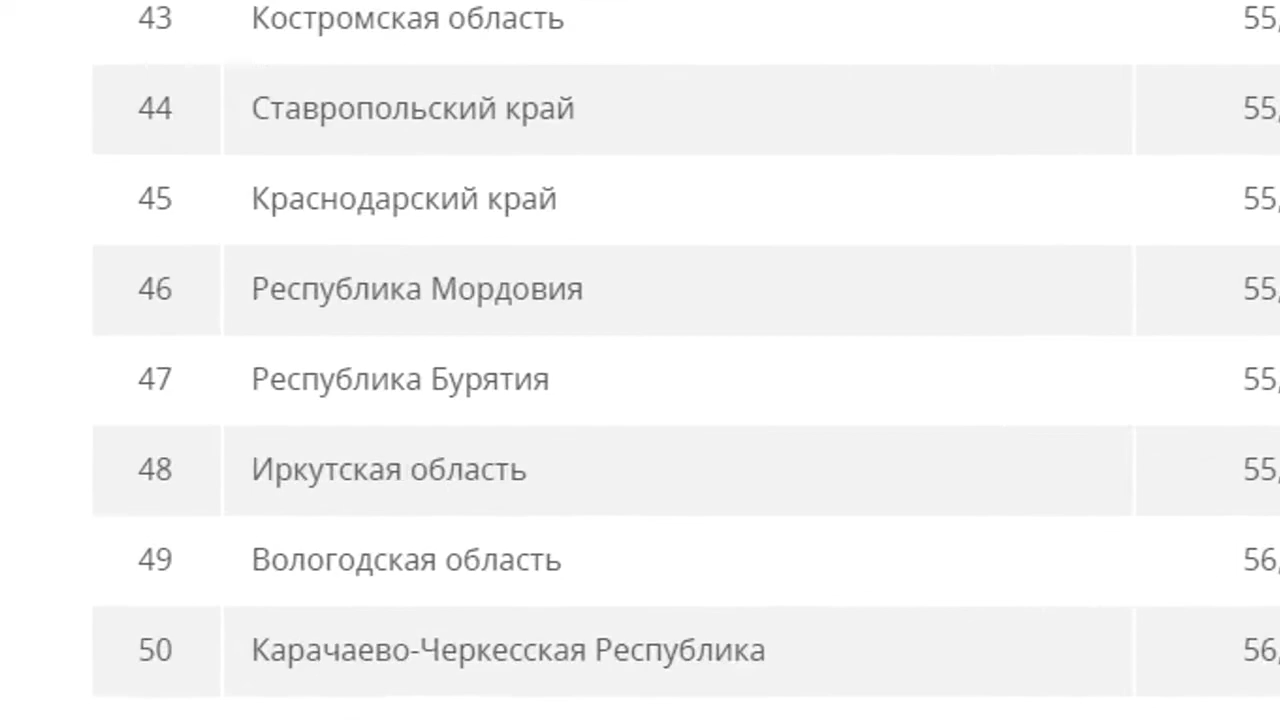 43 Костромская область 55,
44 Ставропольский край 55,
45 Краснодарский край 55,
46 Республика Мордовия 55,
47 Республика Бурятия 55,
48 Иркутская область 55,
49 Вологодская область 56,
50 Карачаево-Черкесская Республика 56,